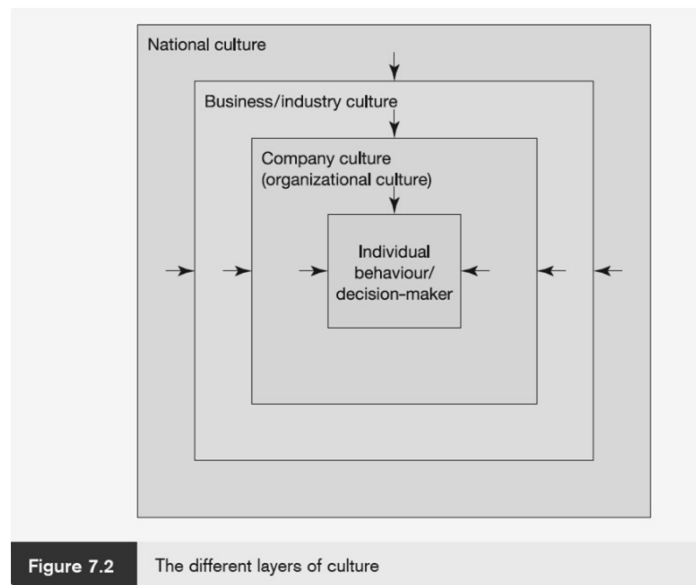 National culture
Business/industry culture
Company culture
(organizational culture)
Individual
behaviour/
decision-maker
Figure 7.2 The different layers of culture